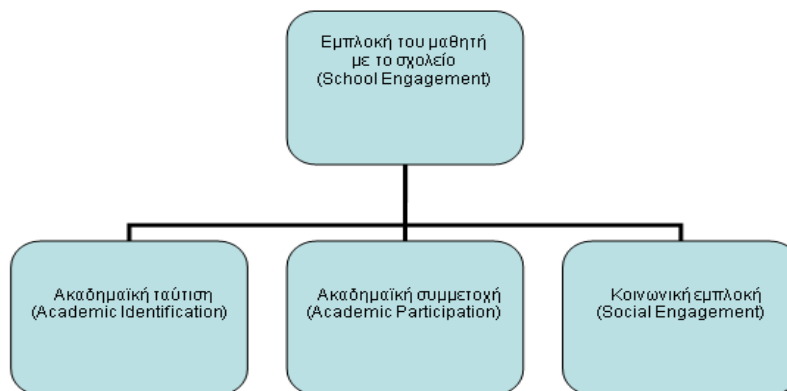 Εμπλοκή του μαθητή
με το σχολείο
(School Engagement)
Ακαδημαϊκή ταύτιση
(Academic Identification)
Ακαδημαϊκή συμμετοχή
(Academic Participation)
Κοινωνική εμπλοκή
(Social Engagement)